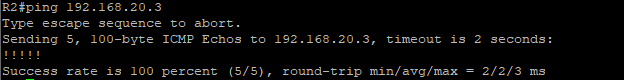 R2#ping 192.168.20.3
Type escape sequence to abort.
Sending 5, 100-byte ICMP Echos to 192.168.20.3, timeout is 2 seconds:
!!!!!
Success rate is 100 percent (5/5), round-trip min/avg/max = 2/2/3 ms